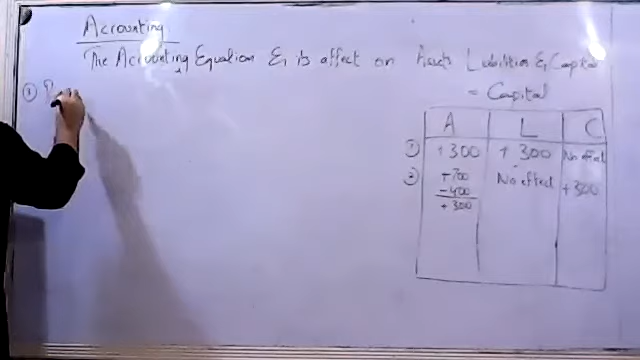 Accounting
The Accounting Equation & its affect on Assets Liabilities & Capital
= Capital
A L C
① +300 +300 No effect
② +700 No effect +300
-400
+300
①